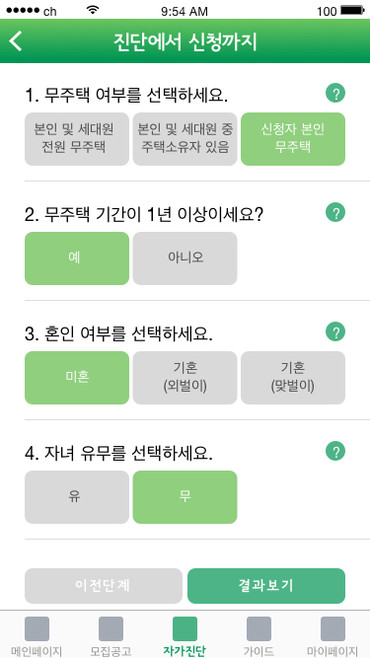 ch 9:54 AM 100
진단에서 신청까지
1. 무주택 여부를 선택하세요. ?
본인 및 세대원
전원 무주택
본인 및 세대원 중
주택소유자 있음
신청자 본인
무주택
2. 무주택 기간이 1년 이상이세요? ?
예 아니오
3. 혼인 여부를 선택하세요. ?
미혼
기혼
(외벌이)
기혼
(맞벌이)
4. 자녀 유무를 선택하세요. ?
유 무
이전단계 결과보기
메인페이지 모집공고 자가진단 가이드 마이페이지